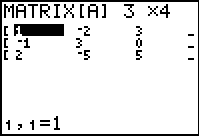 MATRIX[A] 3 ×4
[ 1 -2 3 …
[ -1 3 0 …
[ 2 -5 5 …
1,1=1